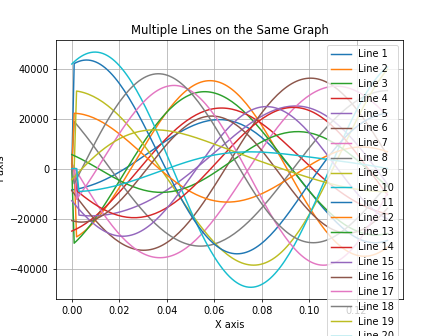 Multiple Lines on the Same Graph
40000
20000
0
−20000
−40000
0.00
0.02
0.04
0.06
0.08
0.10
X axis
Line 1
Line 2
Line 3
Line 4
Line 5
Line 6
Line 7
Line 8
Line 9
Line 10
Line 11
Line 12
Line 13
Line 14
Line 15
Line 16
Line 17
Line 18
Line 19
Line 20